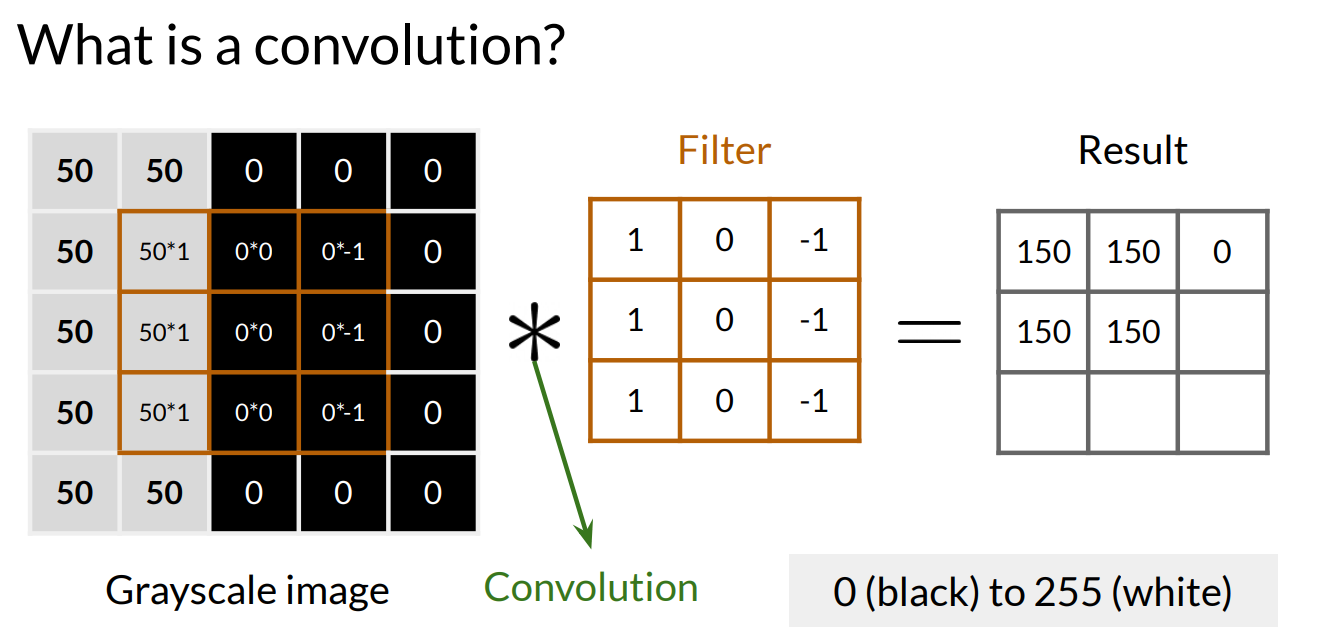 What is a convolution?
Filter
Result
50 50 0 0 0
50 50*1 0*0 0*-1 0
50 50*1 0*0 0*-1 0
50 50*1 0*0 0*-1 0
50 50 0 0 0
*
1 0 -1
1 0 -1
1 0 -1
=
150 150 0
150 150
Grayscale image
Convolution
0 (black) to 255 (white)